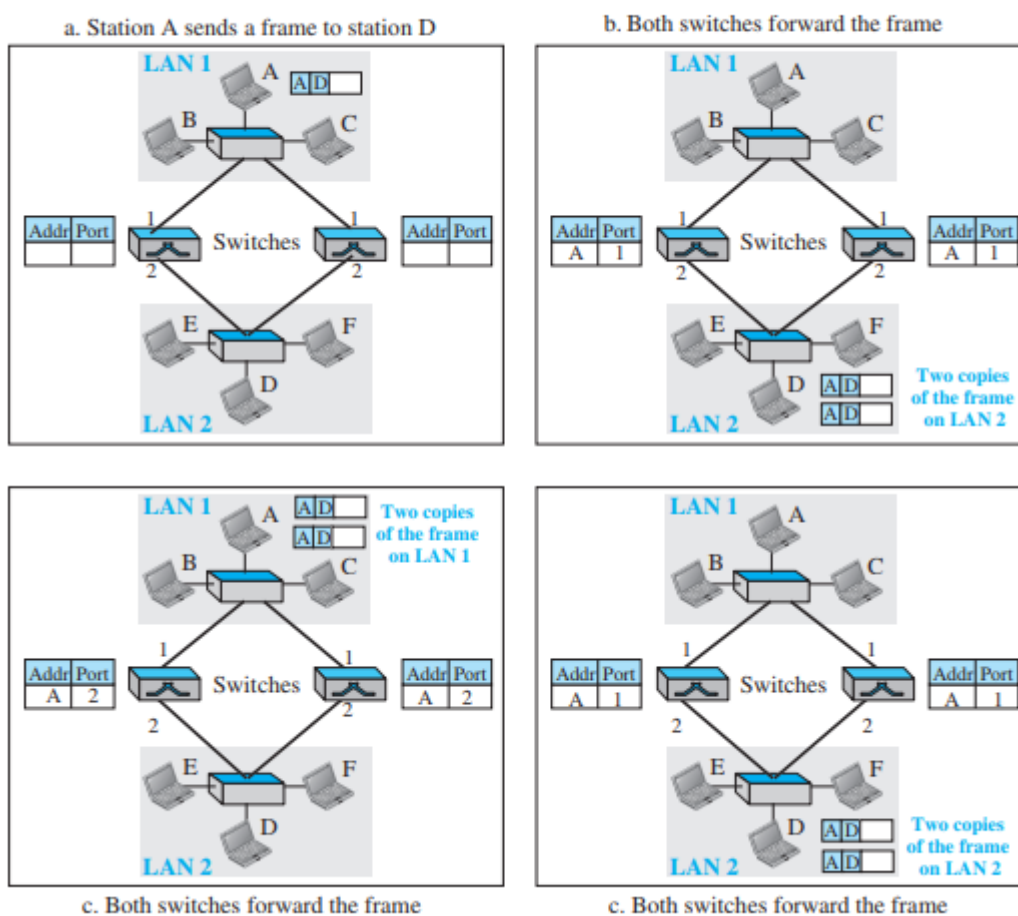 a. Station A sends a frame to station D
LAN 1
A
A D
B
C
1
1
Addr Port
Switches
Addr Port
2
2
E
F
D
LAN 2
b. Both switches forward the frame
LAN 1
A
B
C
1
1
Addr Port
A 1
Switches
Addr Port
A 1
2
2
E
F
D
A D
A D
Two copies
of the frame
on LAN 2
LAN 2
LAN 1
A
A D
A D
Two copies
of the frame
on LAN 1
B
C
1
1
Addr Port
A 2
Switches
Addr Port
A 2
2
2
E
F
D
LAN 2
c. Both switches forward the frame
LAN 1
A
B
C
1
1
Addr Port
A 1
Switches
Addr Port
A 1
2
2
E
F
D
A D
A D
Two copies
of the frame
on LAN 2
LAN 2
c. Both switches forward the frame